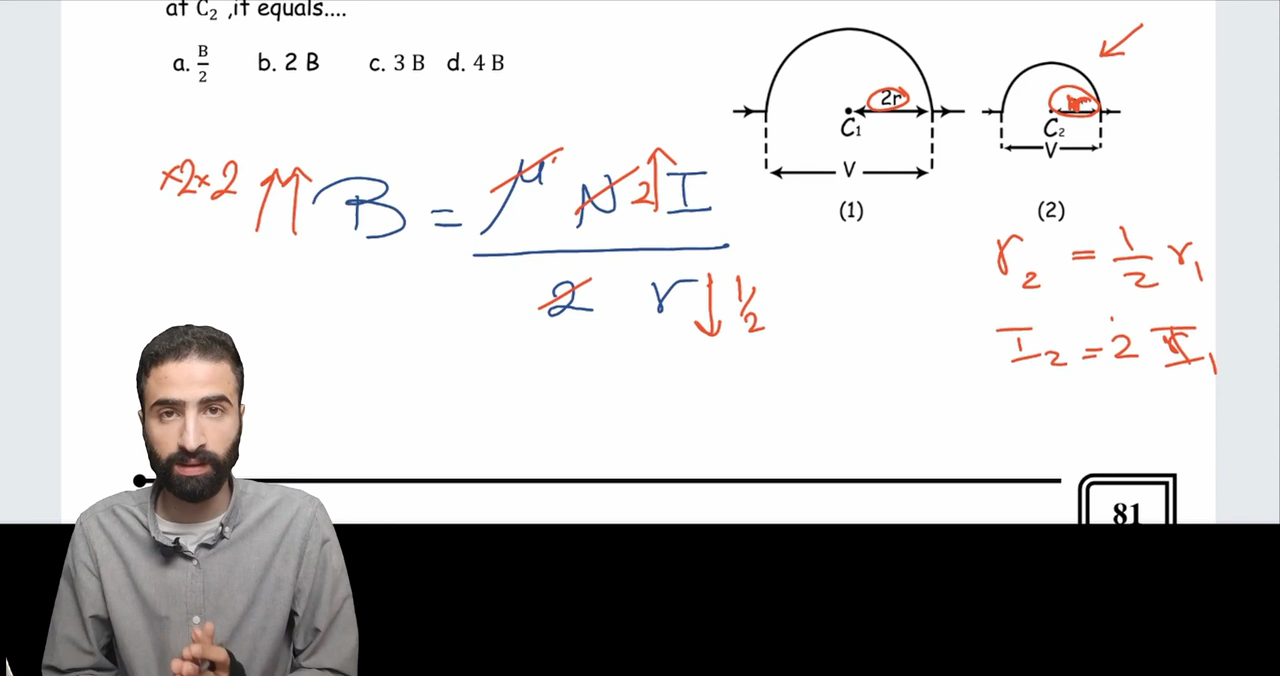 at C₂ ,it equals....
a. B/2 b. 2 B c. 3 B d. 4 B
2r
r
C₁
C₂
V
V
(1)
(2)
×2×2 B = μ N 2 I
2 r 1/2
r₂ = 1/2 r₁
I₂ = 2 I₁
81